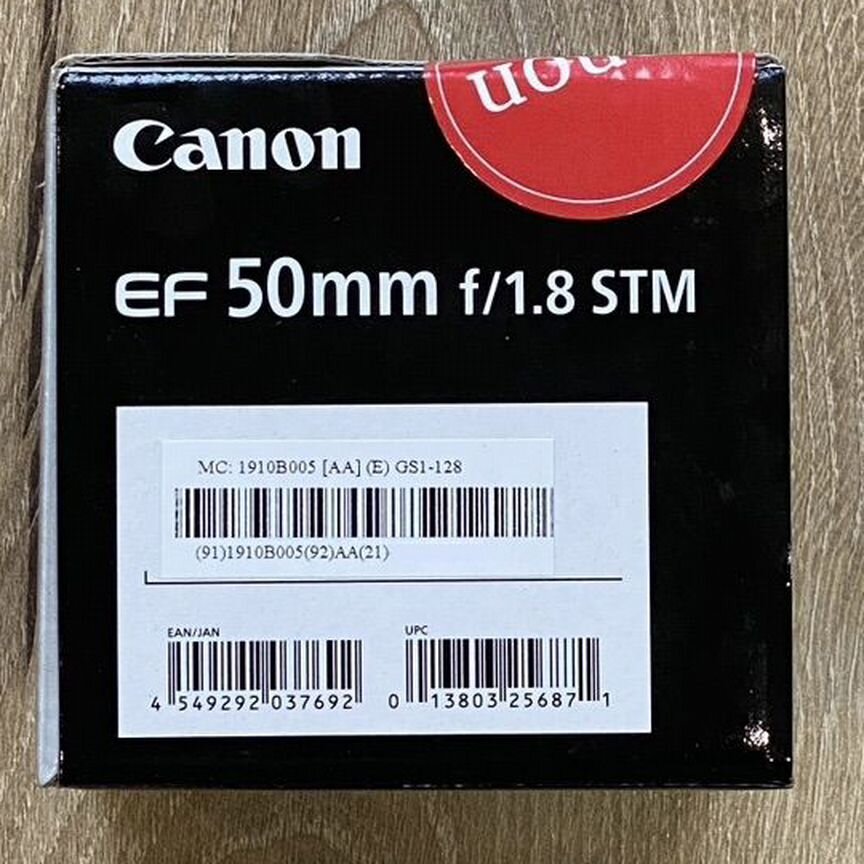 Canon
EF 50mm f/1.8 STM
MC: 1910B005 [AA] (E) GS1-128
(91)1910B005(92)AA(21)
EAN/JAN
4 549292 037692
UPC
0 13803 25687 1